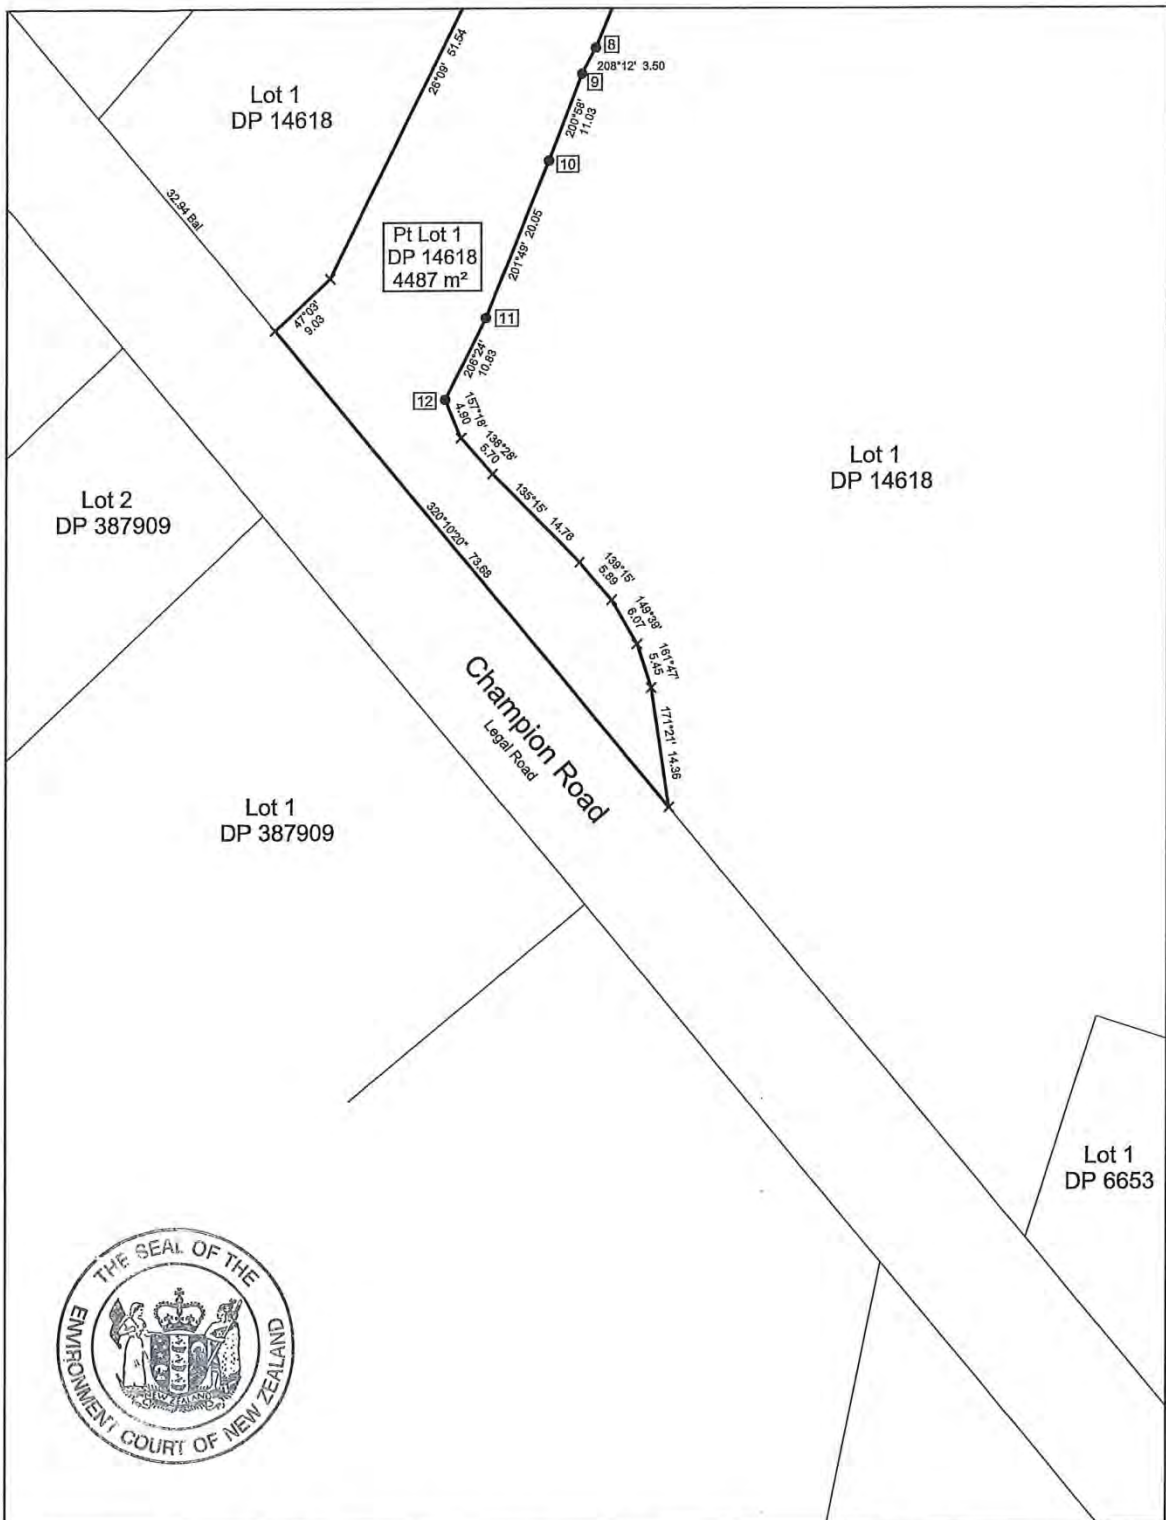 26°09' 51.54
8
208°12' 3.50
9
Lot 1
DP 14618
200°58'
11.03
10
32.94 Bal
201°49' 20.05
Pt Lot 1
DP 14618
4487 m²
47°03'
9.03
11
206°24'
10.83
12
157°18'
4.90
138°28'
5.70
Lot 1
DP 14618
135°15' 14.76
Lot 2
DP 387909
320°10'20" 73.68
139°15'
5.89
149°39'
6.07
161°47'
5.45
171°21' 14.36
Champion Road
Legal Road
Lot 1
DP 387909
Lot 1
DP 6653
THE SEAL OF THE
ENVIRONMENT COURT OF NEW ZEALAND
NEW ZEALAND